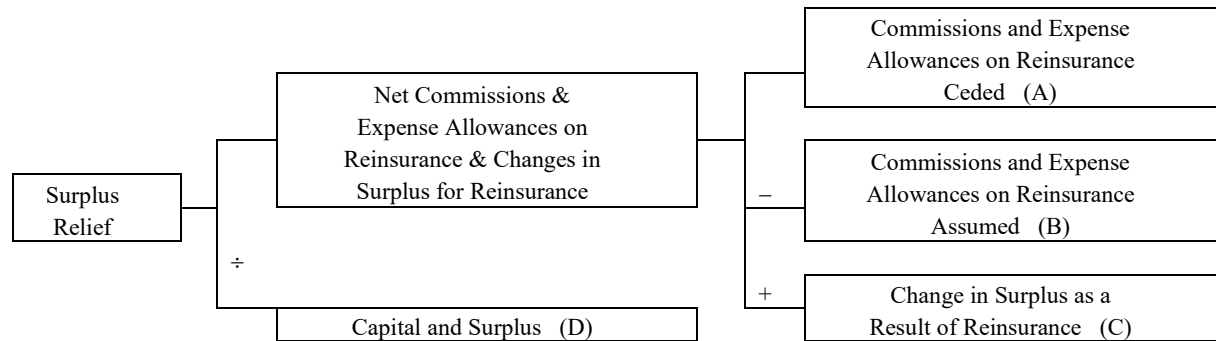 Surplus
Relief
÷
Net Commissions &
Expense Allowances on
Reinsurance & Changes in
Surplus for Reinsurance
Capital and Surplus (D)
Commissions and Expense
Allowances on Reinsurance
Ceded (A)
−
Commissions and Expense
Allowances on Reinsurance
Assumed (B)
+
Change in Surplus as a
Result of Reinsurance (C)